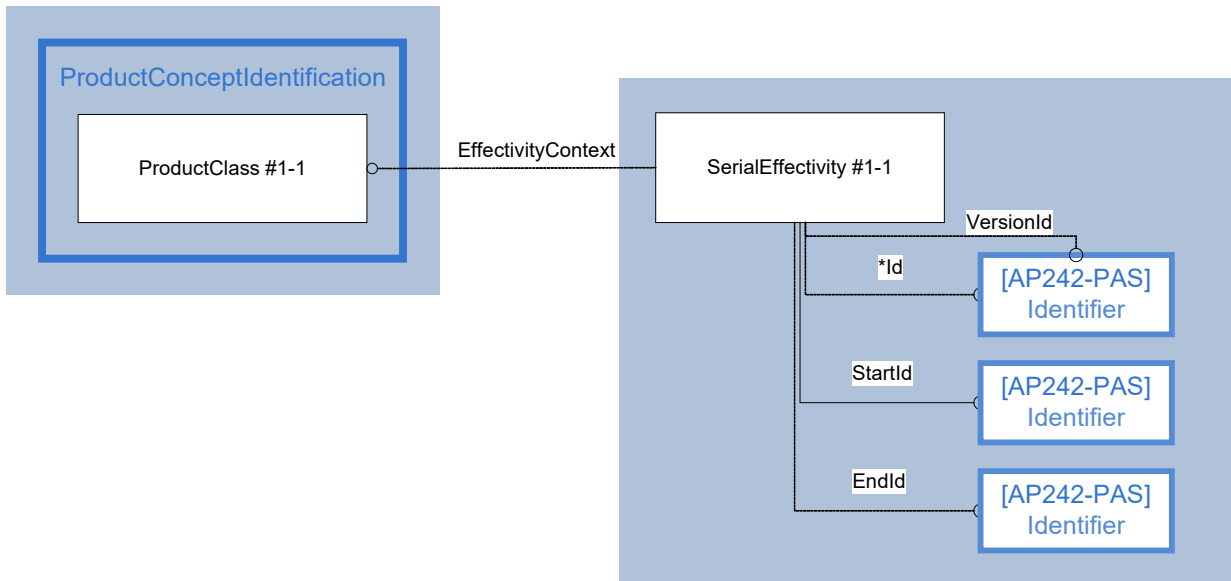 ProductConceptIdentification
ProductClass #1-1
EffectivityContext
SerialEffectivity #1-1
VersionId
*Id
[AP242-PAS]
Identifier
StartId
[AP242-PAS]
Identifier
EndId
[AP242-PAS]
Identifier